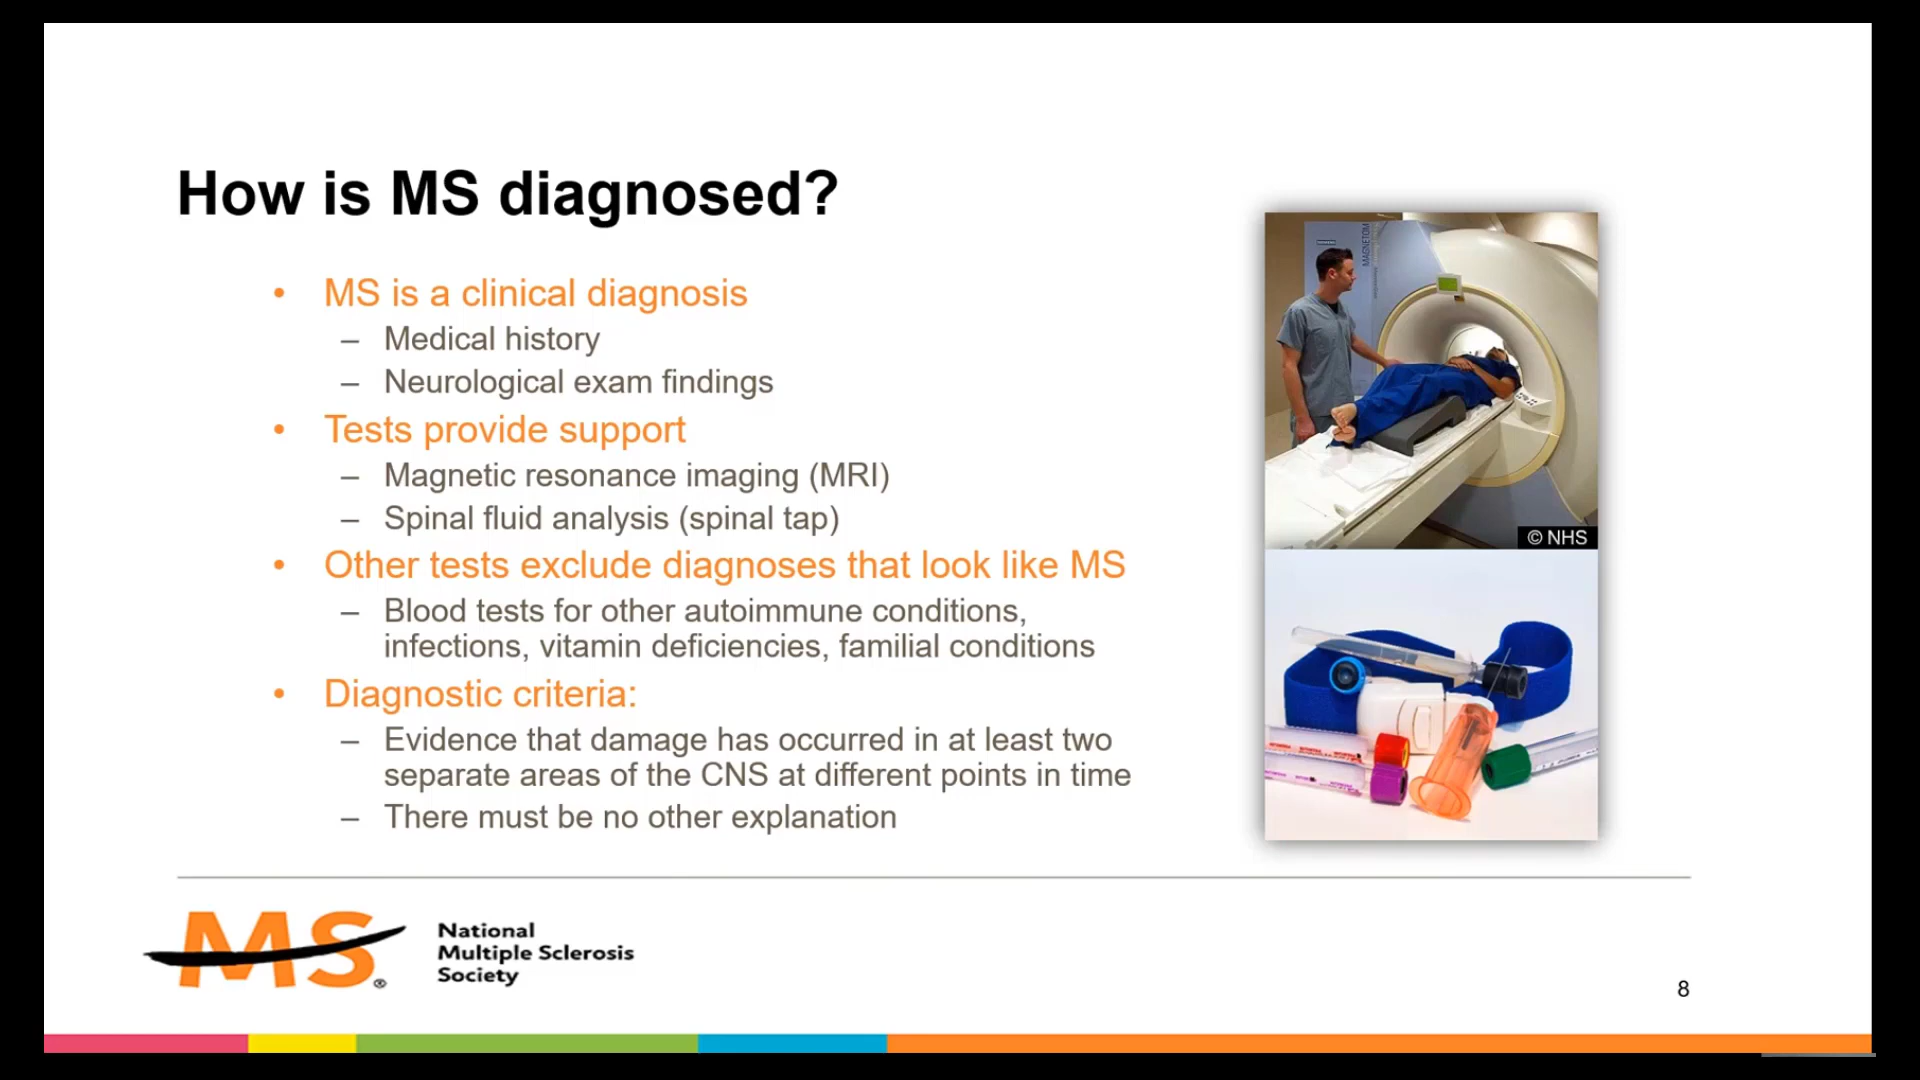 How is MS diagnosed?
• MS is a clinical diagnosis
– Medical history
– Neurological exam findings
• Tests provide support
– Magnetic resonance imaging (MRI)
– Spinal fluid analysis (spinal tap)
• Other tests exclude diagnoses that look like MS
– Blood tests for other autoimmune conditions,
infections, vitamin deficiencies, familial conditions
• Diagnostic criteria:
– Evidence that damage has occurred in at least two
separate areas of the CNS at different points in time
– There must be no other explanation
MAGNETOM
© NHS
MS®
National
Multiple Sclerosis
Society
8